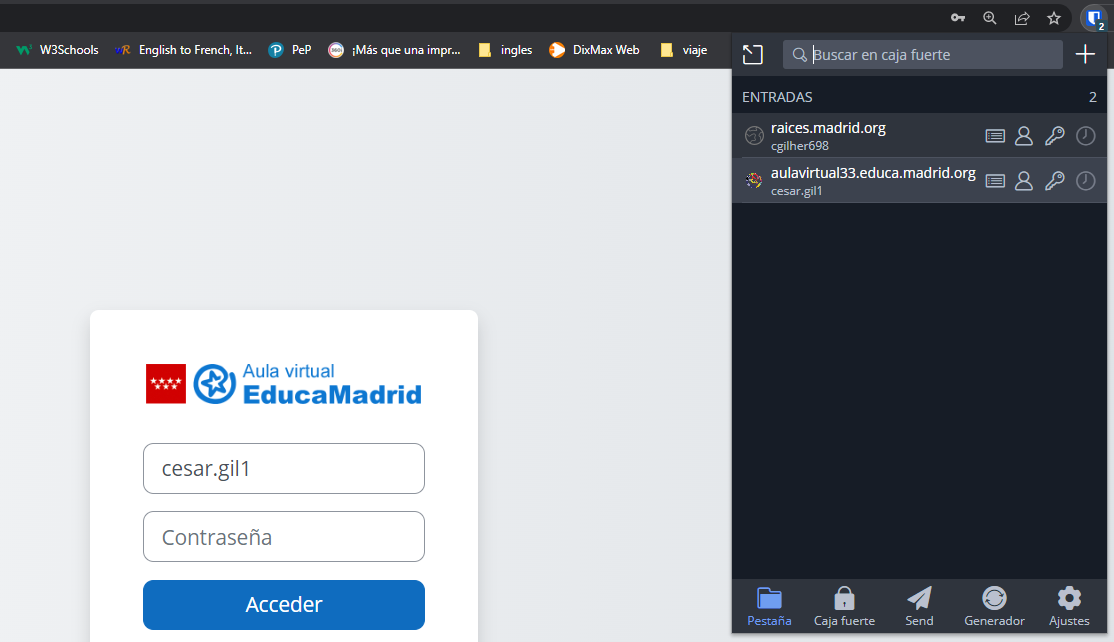 2
W3Schools
English to French, It...
PeP
360
¡Más que una impr...
ingles
DixMax Web
viaje
Buscar en caja fuerte
ENTRADAS 2
raices.madrid.org
cgilher698
aulavirtual33.educa.madrid.org
cesar.gil1
Aula virtual
EducaMadrid
cesar.gil1
Contraseña
Acceder
Pestaña
Caja fuerte
Send
Generador
Ajustes